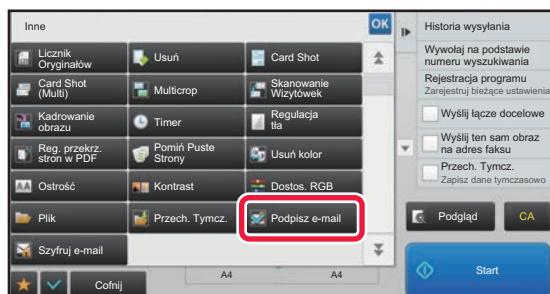 Inne
OK
Licznik
Oryginałów
Usuń
Card Shot
Card Shot
(Multi)
Multicrop
Skanowanie
Wizytówek
Kadrowanie
obrazu
Timer
Regulacja
tła
Reg. przekrz.
stron w PDF
Pomiń Puste
Strony
Usuń kolor
Ostrość
Kontrast
Dostos. RGB
Plik
Przech. Tymcz.
Podpisz e-mail
Szyfruj e-mail
Cofnij
A4
A4
Historia wysyłania
Wywołaj na podstawie
numeru wyszukiwania
Rejestracja programu
Zarejestruj bieżące ustawienia
Wyślij łącze docelowe
Wyślij ten sam obraz
na adres faksu
Przech. Tymcz.
Zapisz dane tymczasowo
Podgląd
CA
Start